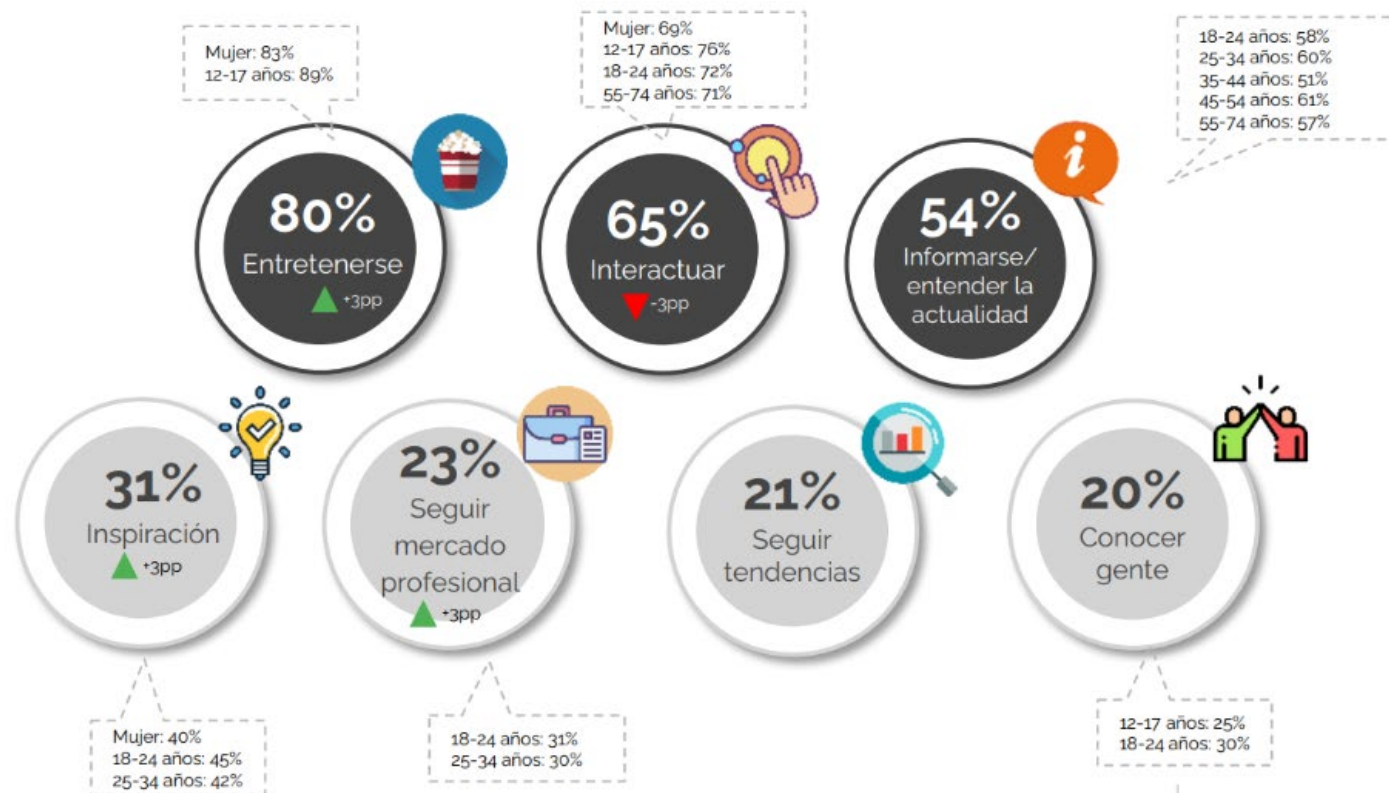 Mujer: 83%
12-17 años: 89%
Mujer: 69%
12-17 años: 76%
18-24 años: 72%
55-74 años: 71%
18-24 años: 58%
25-34 años: 60%
35-44 años: 51%
45-54 años: 61%
55-74 años: 57%
80%
Entretenerse
+3pp
65%
Interactuar
-3pp
i
54%
Informarse/
entender la
actualidad
31%
Inspiración
+3pp
23%
Seguir
mercado
profesional
+3pp
21%
Seguir
tendencias
20%
Conocer
gente
Mujer: 40%
18-24 años: 45%
25-34 años: 42%
18-24 años: 31%
25-34 años: 30%
12-17 años: 25%
18-24 años: 30%